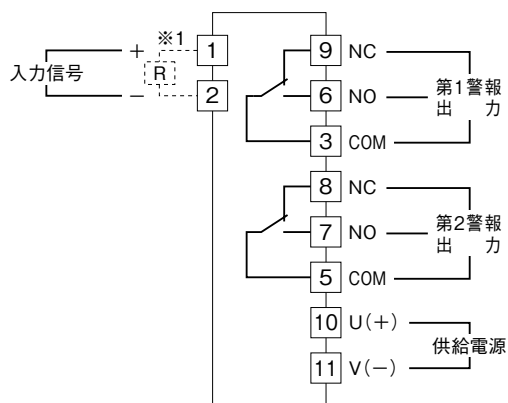 ※1
入力信号
+
R
−
1
2
9 NC
6 NO
3 COM
第1警報
出 力
8 NC
7 NO
5 COM
第2警報
出 力
10 U(+)
11 V(−)
供給電源